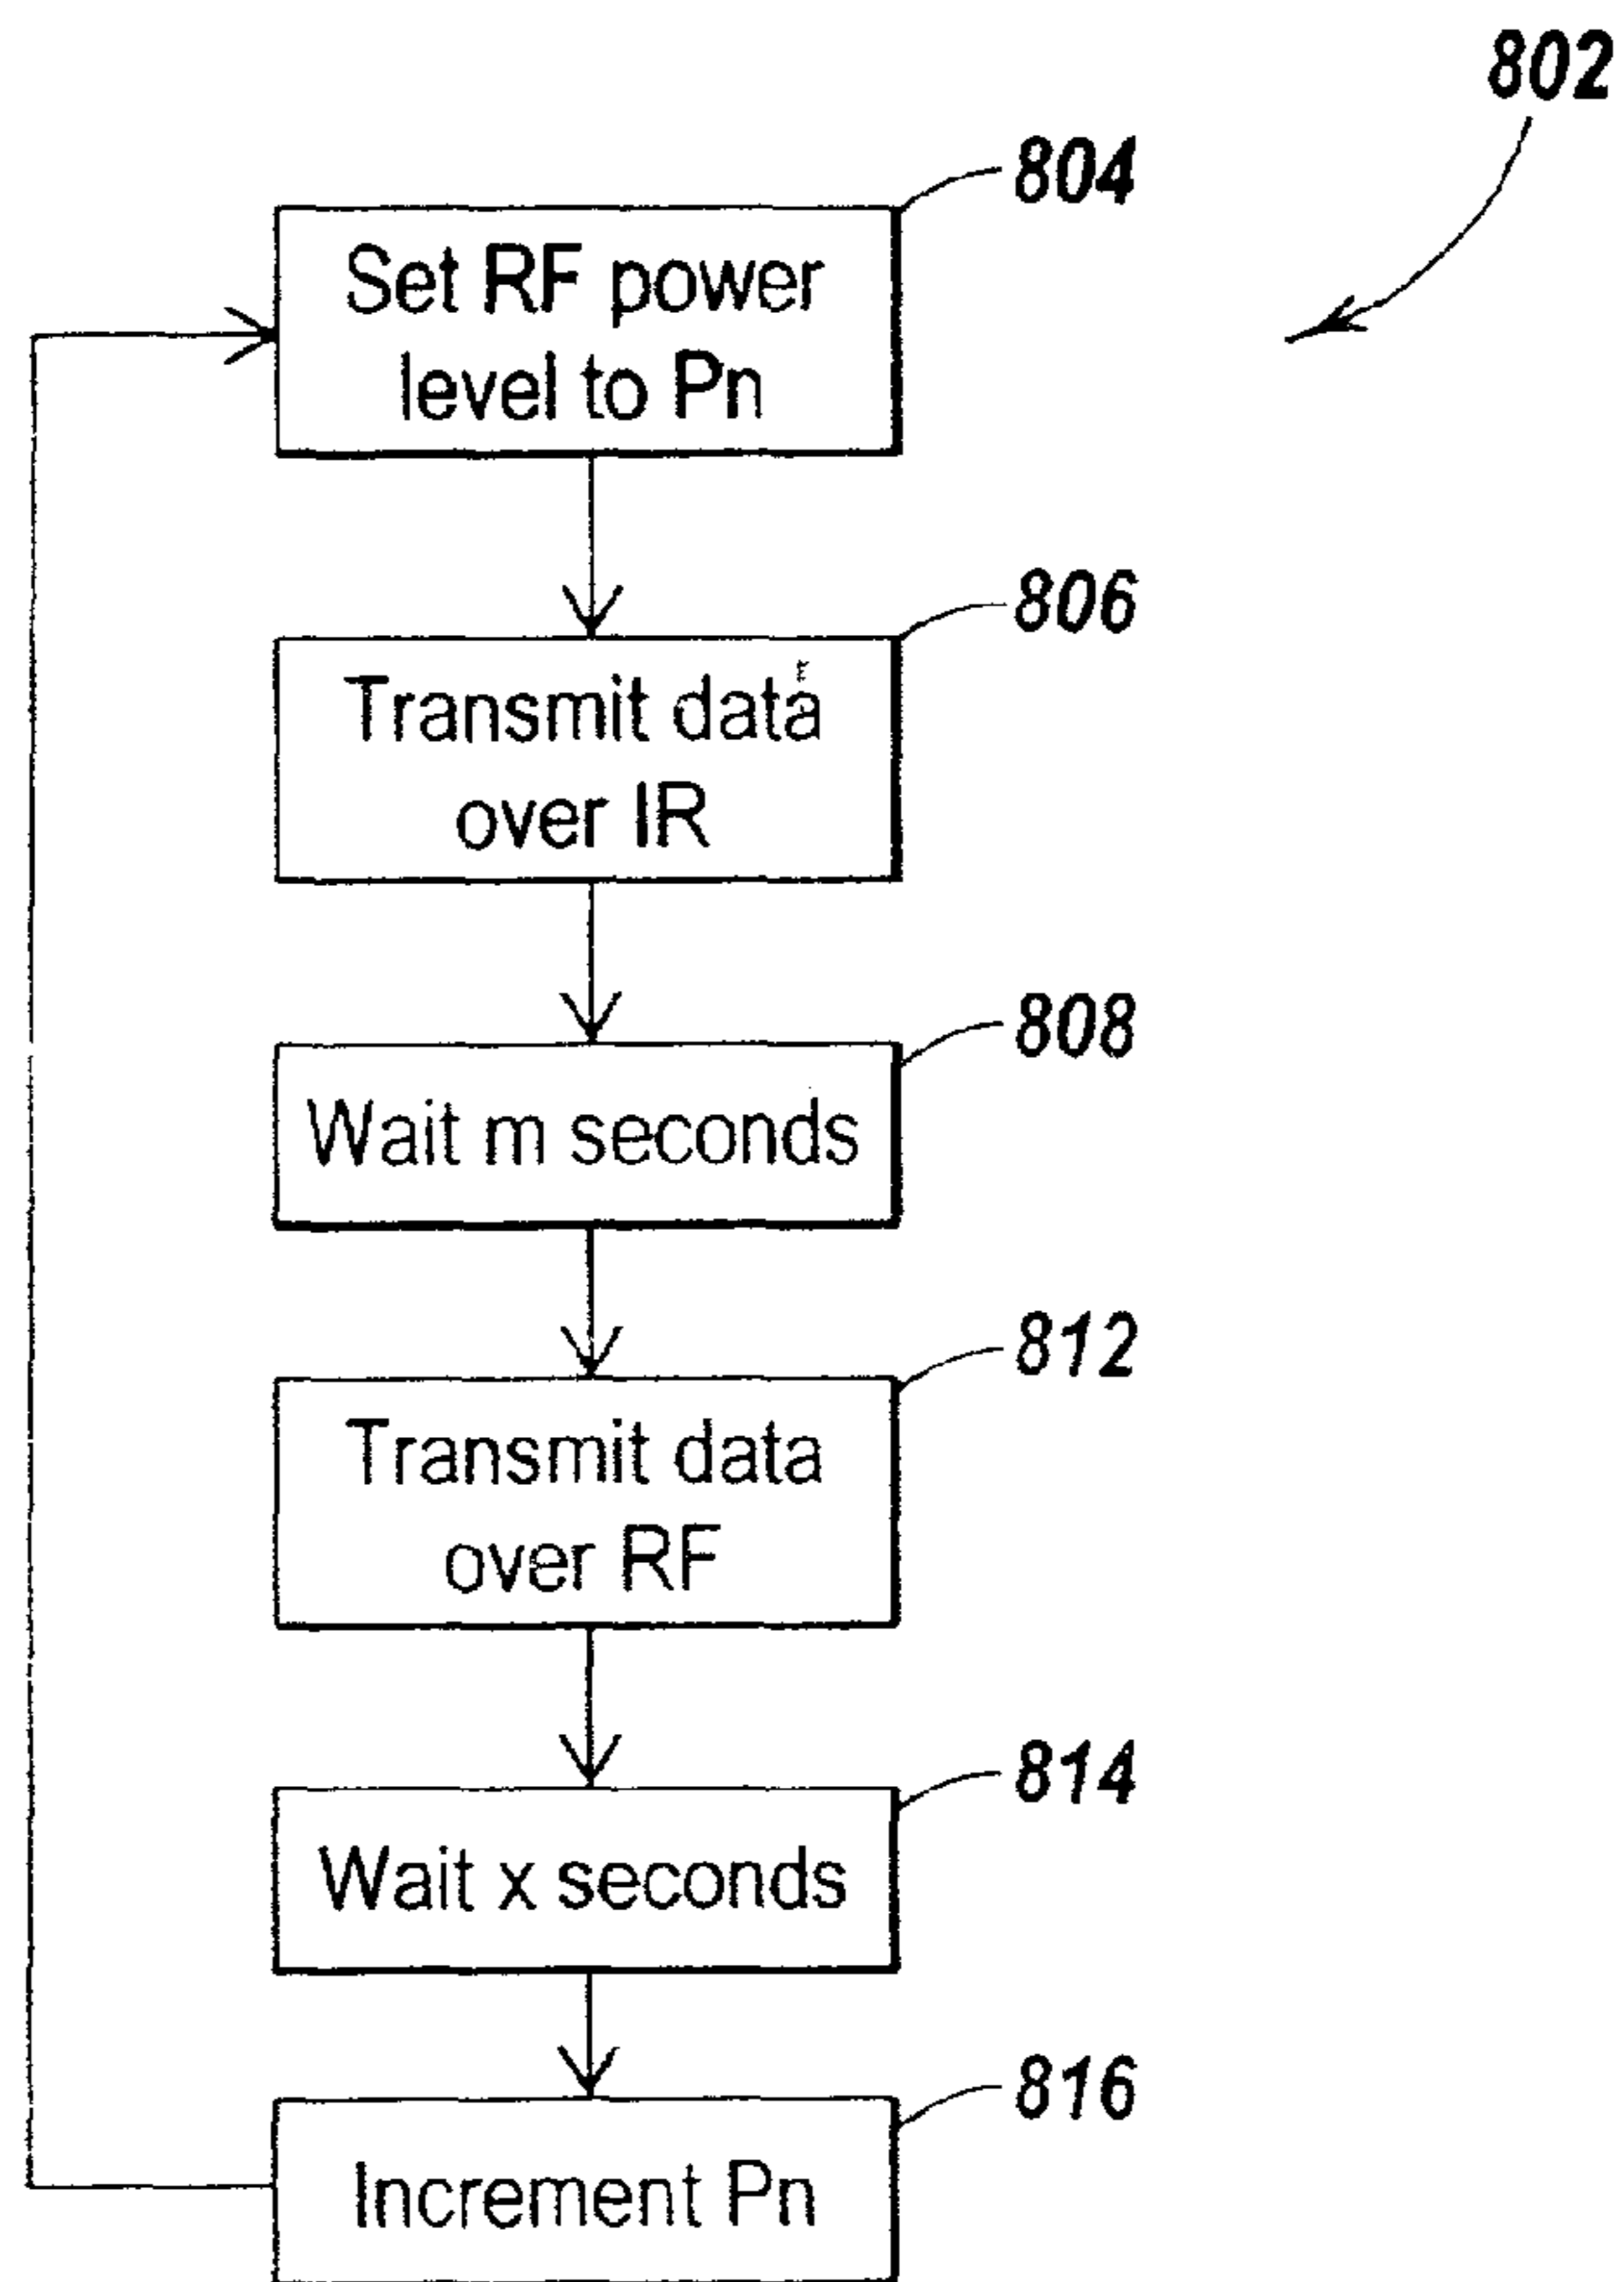 802
804
Set RF power
level to Pn
806
Transmit data
over IR
808
Wait m seconds
812
Transmit data
over RF
814
Wait x seconds
816
Increment Pn